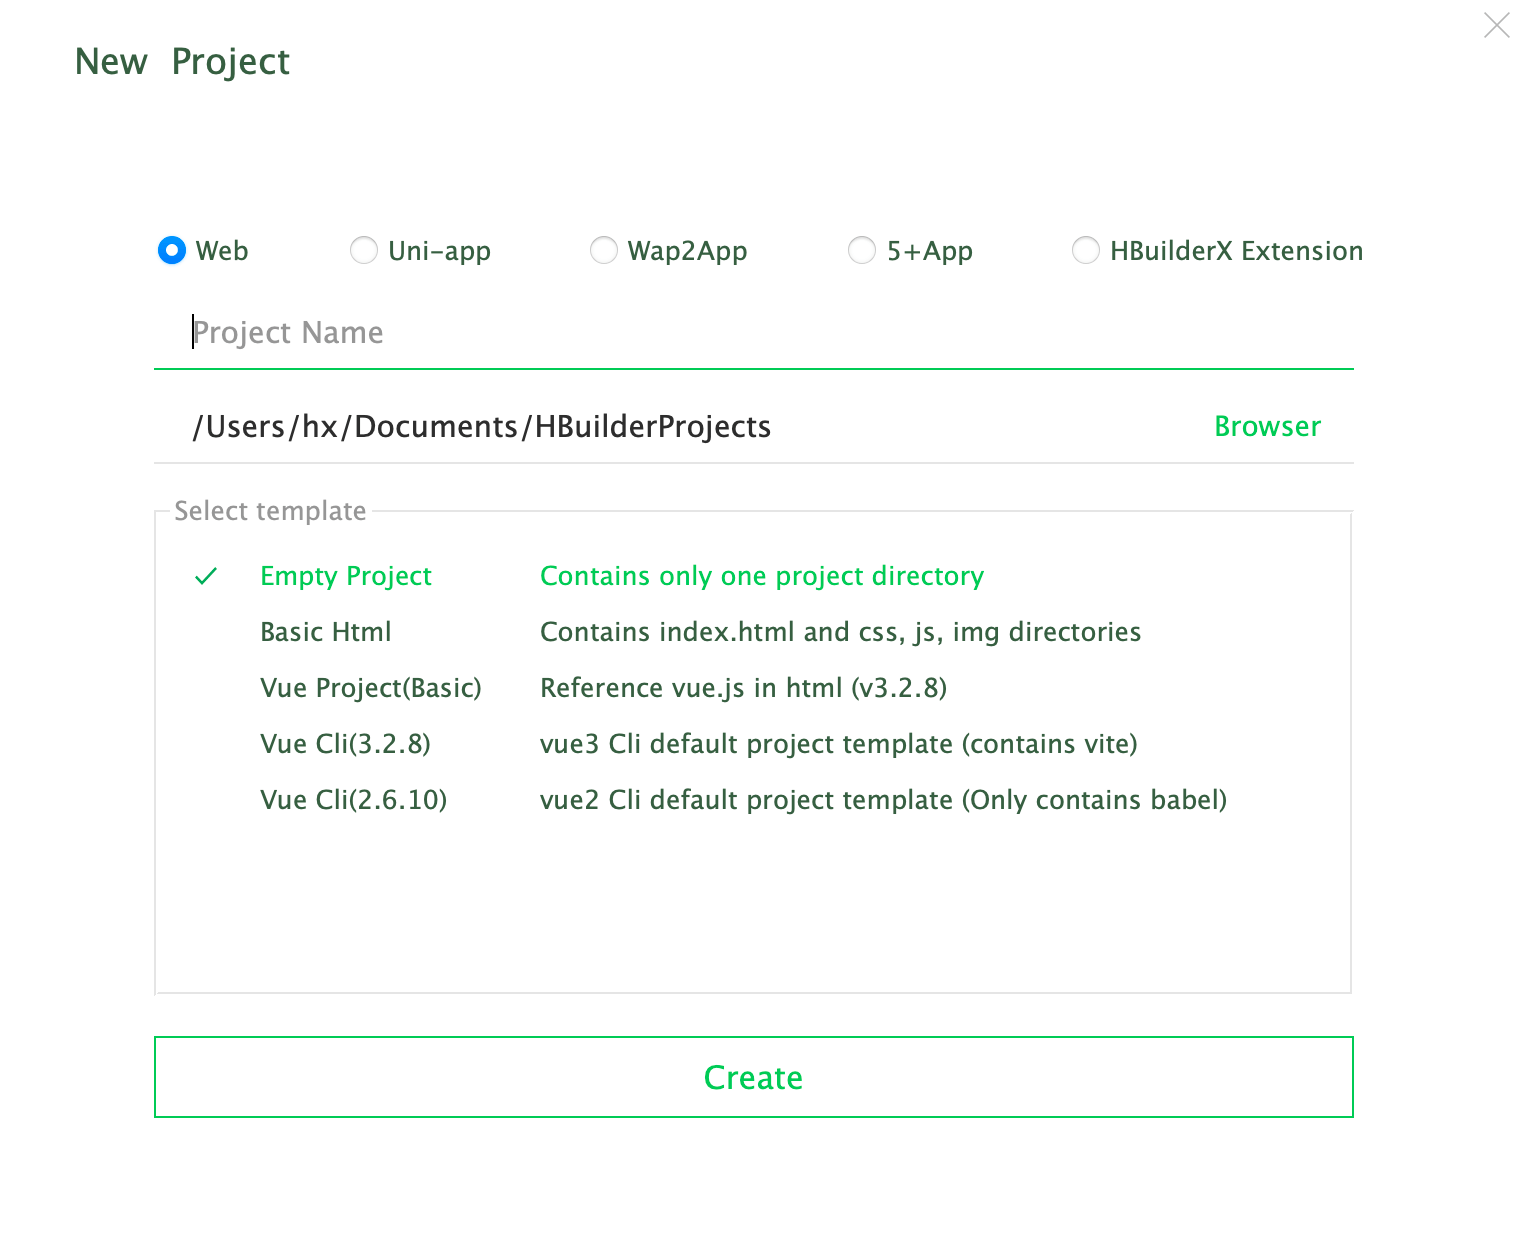 New Project
Web Uni-app Wap2App 5+App HBuilderX Extension
Project Name
/Users/hx/Documents/HBuilderProjects Browser
Select template
Empty Project Contains only one project directory
Basic Html Contains index.html and css, js, img directories
Vue Project(Basic) Reference vue.js in html (v3.2.8)
Vue Cli(3.2.8) vue3 Cli default project template (contains vite)
Vue Cli(2.6.10) vue2 Cli default project template (Only contains babel)
Create